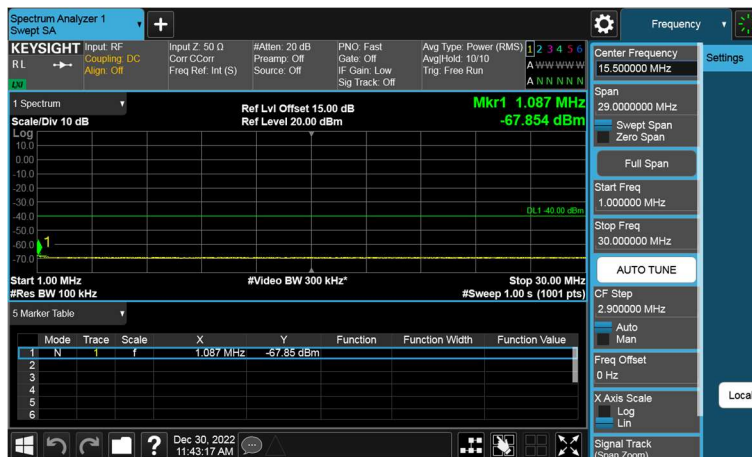 Spectrum Analyzer 1
Swept SA
Frequency
KEYSIGHT
RL
LXI
Input: RF
Coupling: DC
Align: Off
Input Z: 50 Ω
Corr CCorr
Freq Ref: Int (S)
#Atten: 20 dB
Preamp: Off
Source: Off
PNO: Fast
Gate: Off
IF Gain: Low
Sig Track: Off
Avg Type: Power (RMS)
Avg|Hold: 10/10
Trig: Free Run
1 2 3 4 5 6
A W W W W W
A N N N N N
1 Spectrum
Scale/Div 10 dB
Ref Lvl Offset 15.00 dB
Ref Level 20.00 dBm
Mkr1 1.087 MHz
-67.854 dBm
Log
10.0
0.00
-10.0
-20.0
-30.0
-40.0
-50.0
-60.0
-70.0
DL1 -40.00 dBm
1
Start 1.00 MHz
#Video BW 300 kHz*
Stop 30.00 MHz
#Res BW 100 kHz
#Sweep 1.00 s (1001 pts)
5 Marker Table
Mode Trace Scale X Y Function Function Width Function Value
1 N 1 f 1.087 MHz -67.85 dBm
2
3
4
5
6
Dec 30, 2022
11:43:17 AM
Center Frequency
15.500000 MHz
Settings
Span
29.0000000 MHz
Swept Span
Zero Span
Full Span
Start Freq
1.000000 MHz
Stop Freq
30.000000 MHz
AUTO TUNE
CF Step
2.900000 MHz
Auto
Man
Freq Offset
0 Hz
X Axis Scale
Log
Lin
Local
Signal Track
(Span Zoom)